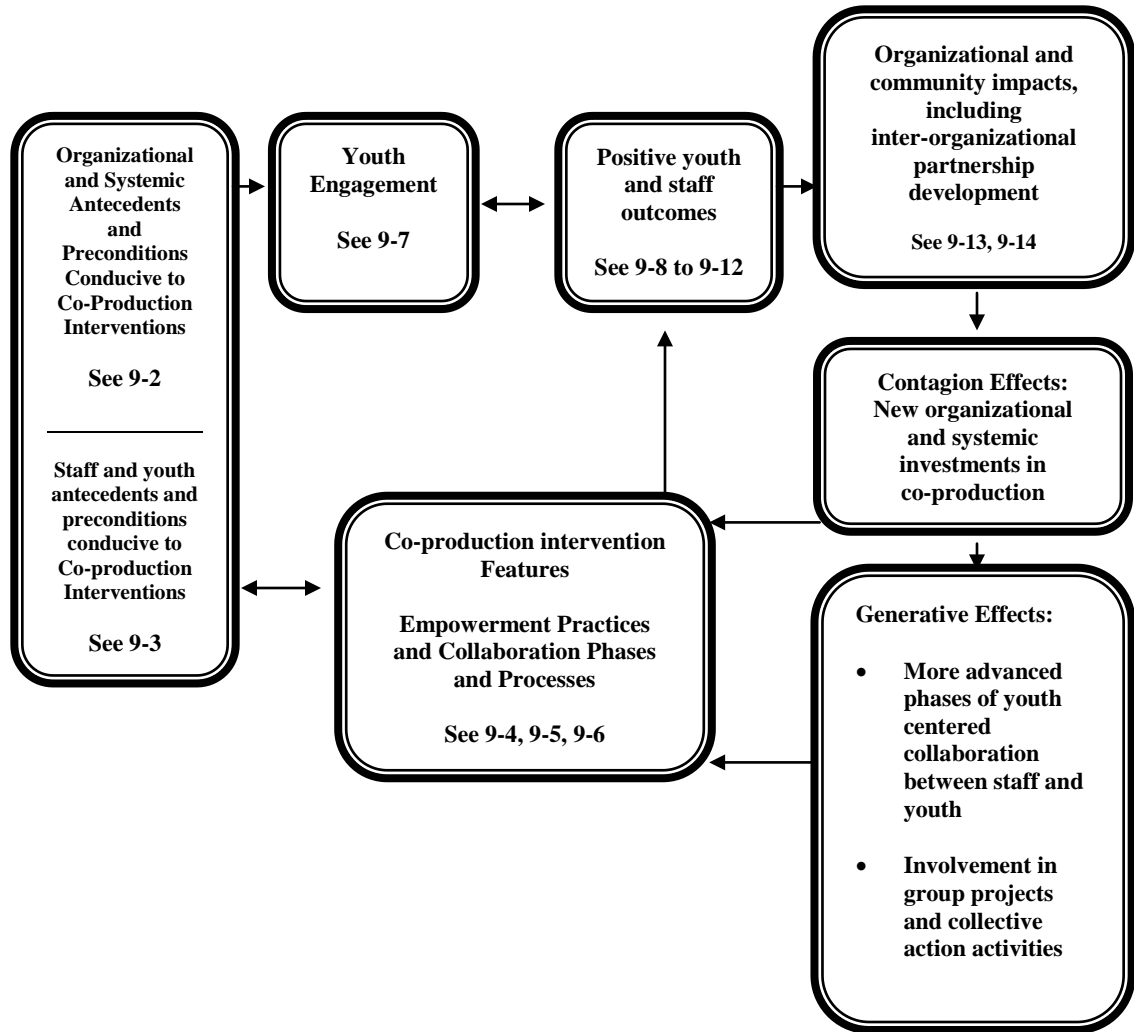 Organizational
and Systemic
Antecedents
and
Preconditions
Conducive to
Co-Production
Interventions
See 9-2
Staff and youth
antecedents and
preconditions
conducive to
Co-production
Interventions
See 9-3
Youth
Engagement
See 9-7
Positive youth
and staff
outcomes
See 9-8 to 9-12
Organizational and
community impacts,
including
inter-organizational
partnership
development
See 9-13, 9-14
Contagion Effects:
New organizational
and systemic
investments in
co-production
Co-production intervention
Features
Empowerment Practices
and Collaboration Phases
and Processes
See 9-4, 9-5, 9-6
Generative Effects:
• More advanced
phases of youth
centered
collaboration
between staff and
youth
• Involvement in
group projects
and collective
action activities